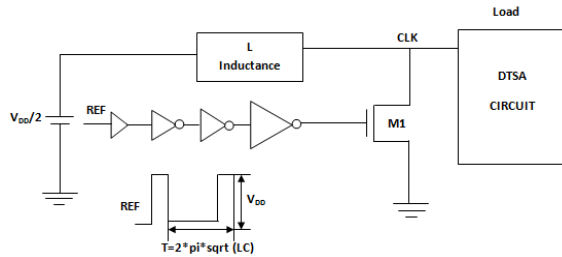 Load
L
Inductance
CLK
DTSA
CIRCUIT
V_DD/2
REF
M1
REF
V_DD
T=2*pi*sqrt (LC)